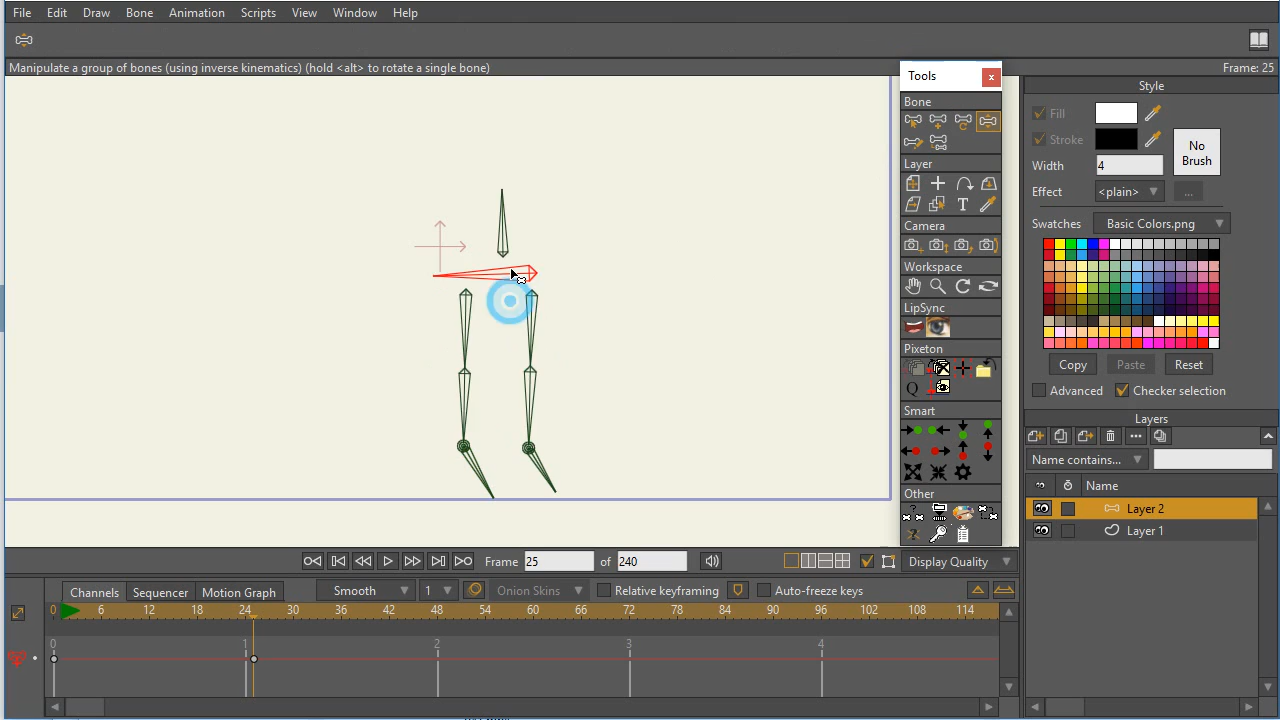 File Edit Draw Bone Animation Scripts View Window Help
Manipulate a group of bones (using inverse kinematics) (hold <alt> to rotate a single bone)
Frame: 25
Tools
x
Bone
Layer
T
Camera
Workspace
LipSync
Pixeton
Q
Smart
Other
Style
Fill
Stroke
No
Brush
Width 4
Effect <plain> ...
Swatches Basic Colors.png
Copy Paste Reset
Advanced Checker selection
Layers
Name contains...
Name
Layer 2
Layer 1
Frame 25 of 240 Display Quality
Channels Sequencer Motion Graph Smooth 1 Onion Skins Relative keyframing Auto-freeze keys
0 6 12 18 24 30 36 42 48 54 60 66 72 78 84 90 96 102 108 114
0 1 2 3 4